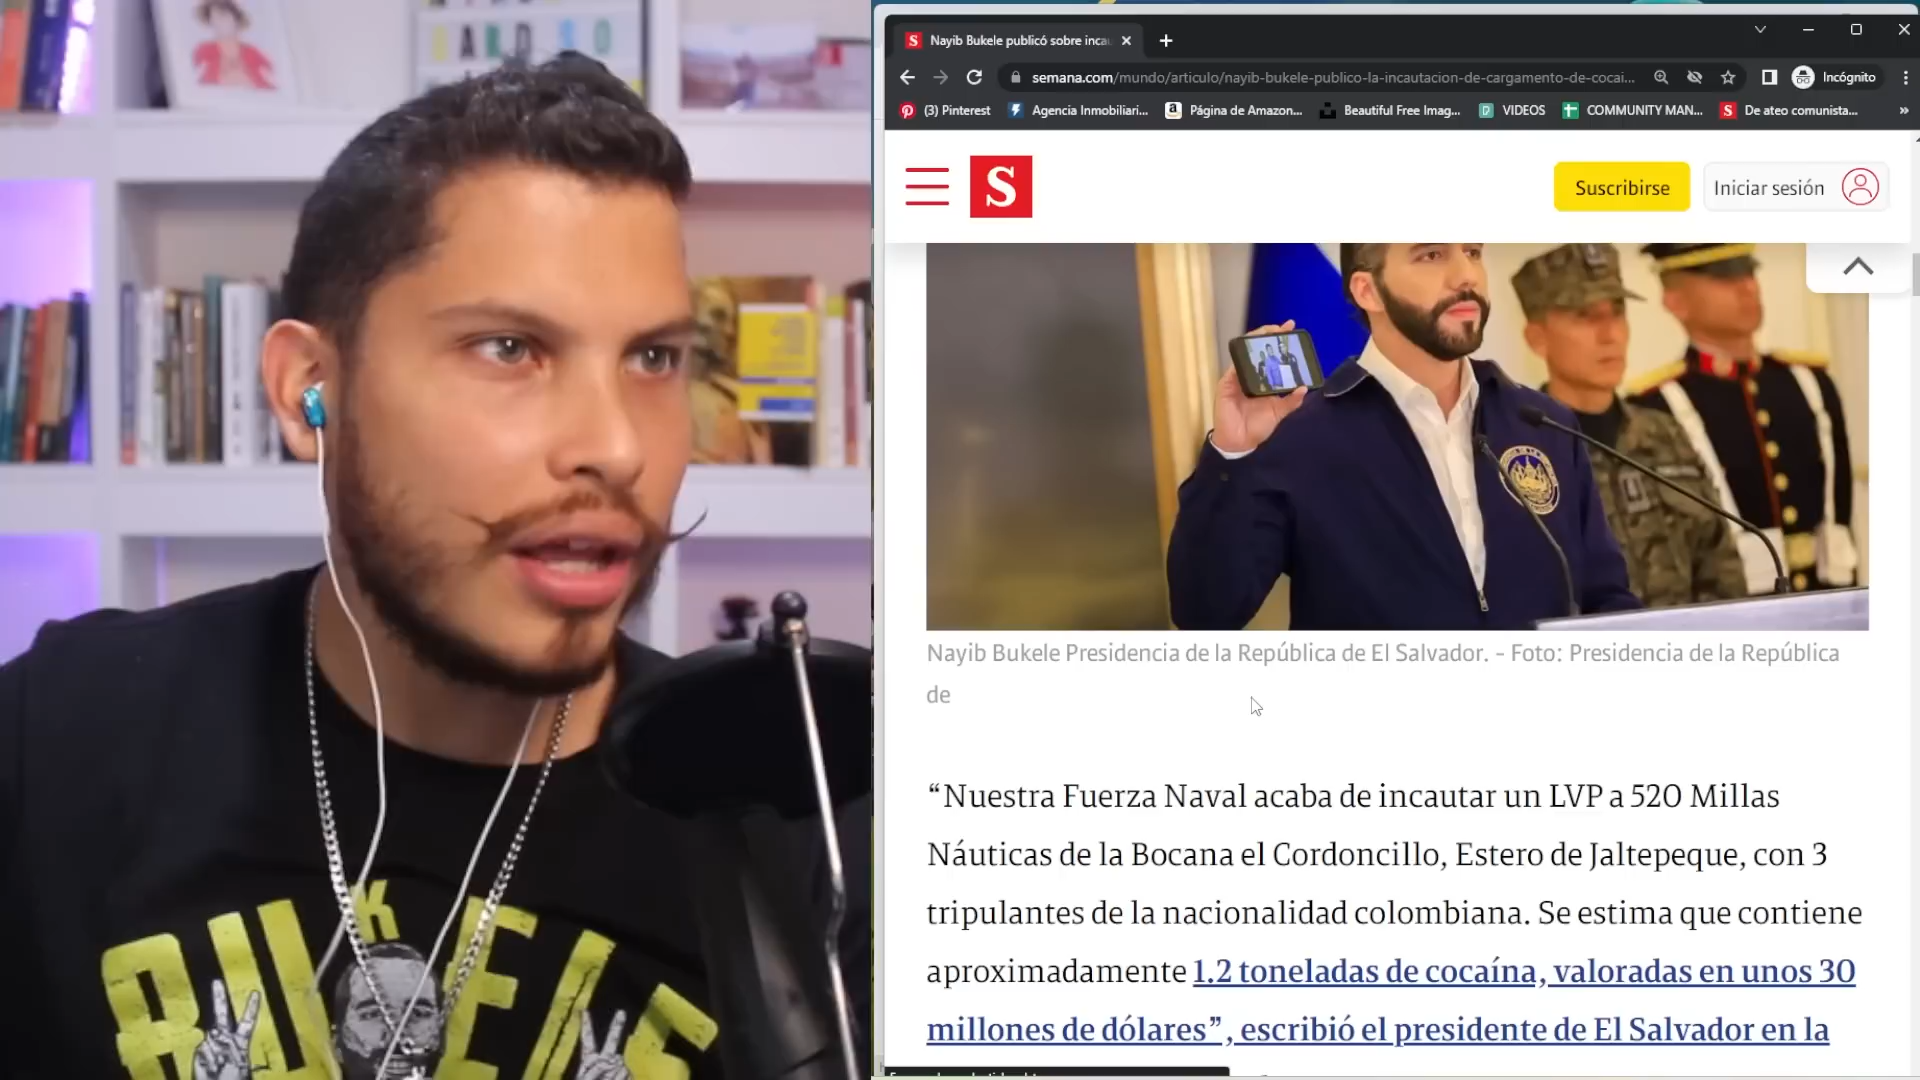 BUKELE
Nayib Bukele publicó sobre inca
semana.com/mundo/articulo/nayib-bukele-publico-la-incautacion-de-cargamento-de-cocai...
Incógnito
(3) Pinterest
Agencia Inmobiliari...
Página de Amazon...
Beautiful Free Imag...
VIDEOS
COMMUNITY MAN...
De ateo comunista...
»
S
Suscribirse
Iniciar sesión
Nayib Bukele Presidencia de la República de El Salvador. - Foto: Presidencia de la República
de
“Nuestra Fuerza Naval acaba de incautar un LVP a 520 Millas
Náuticas de la Bocana el Cordoncillo, Estero de Jaltepeque, con 3
tripulantes de la nacionalidad colombiana. Se estima que contiene
aproximadamente 1.2 toneladas de cocaína, valoradas en unos 30
millones de dólares”, escribió el presidente de El Salvador en la